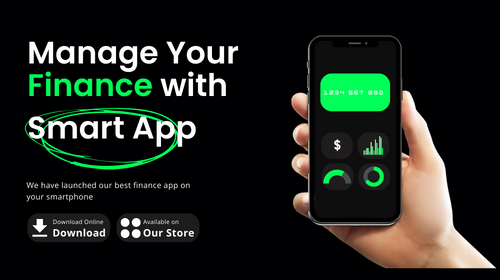 Manage Your
Finance with
Smart App
We have launched our best finance app on
your smartphone
Download Online
Download
Available on
Our Store
1234 567 890
$